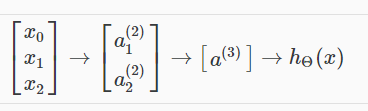 [x₀ x₁ x₂] → [a₁⁽²⁾ a₂⁽²⁾] → [a⁽³⁾] → h_Θ(x)